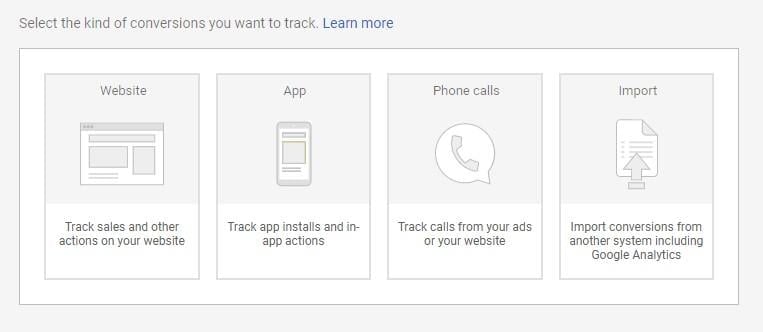 Select the kind of conversions you want to track. Learn more
Website
Track sales and other
actions on your website
App
Track app installs and in-
app actions
Phone calls
Track calls from your ads
or your website
Import
Import conversions from
another system including
Google Analytics